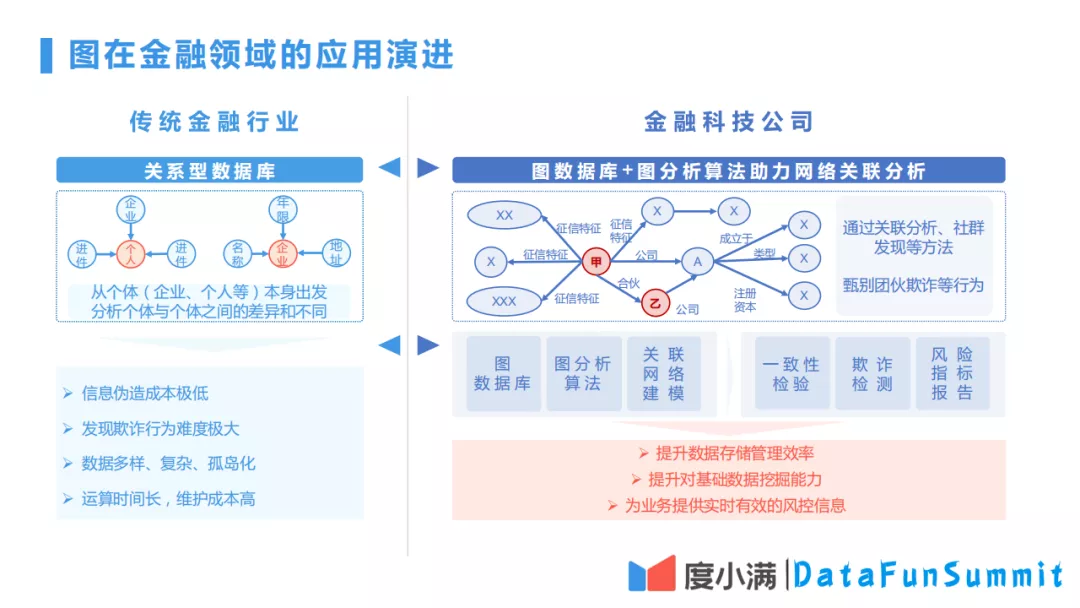 图在金融领域的应用演进
传统金融行业
关系型数据库
企业
年限
进件
个人
进件
名称
企业
地址
从个体（企业、个人等）本身出发
分析个体与个体之间的差异和不同
信息伪造成本极低
发现欺诈行为难度极大
数据多样、复杂、孤岛化
运算时间长，维护成本高
金融科技公司
图数据库+图分析算法助力网络关联分析
XX
征信特征
征信
特征
X
X
成立于
X
X
征信特征
甲
公司
A
类型
X
XXX
征信特征
合伙
乙
公司
注册
资本
X
通过关联分析、社群
发现等方法
甄别团伙欺诈等行为
图
数据库
图分析
算法
关联
网络
建模
一致性
检验
欺诈
检测
风险
指标
报告
提升数据存储管理效率
提升对基础数据挖掘能力
为业务提供实时有效的风控信息
度小满|DataFunSummit